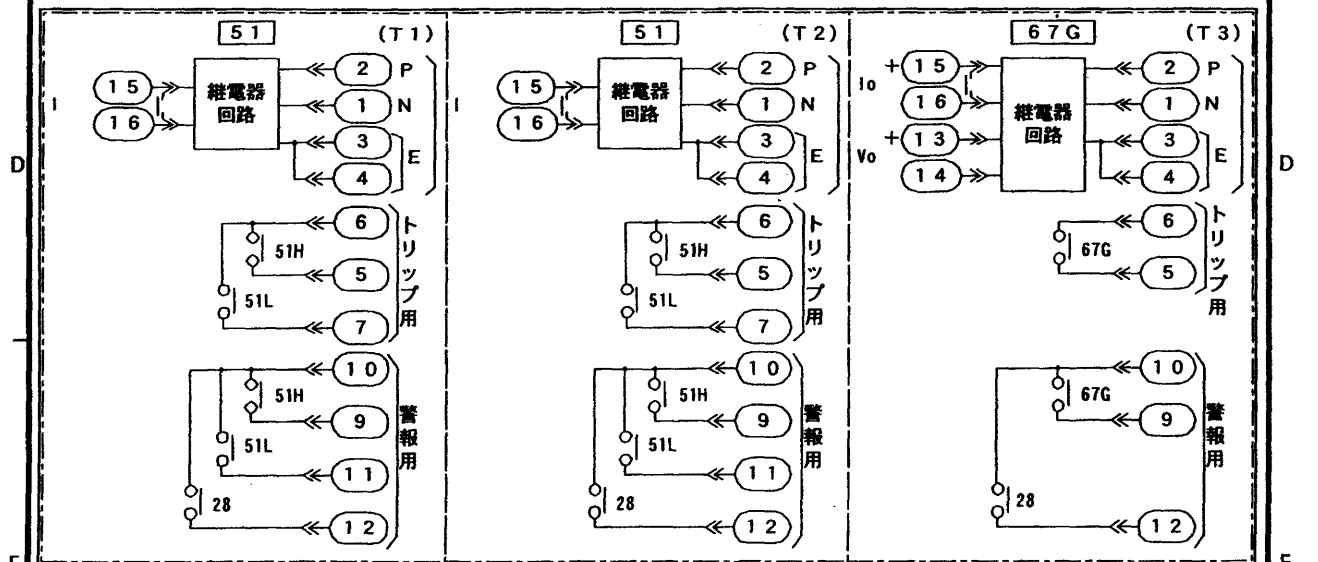 51 (T1)
15
16
I
継電器
回路
2 P
1 N
3
4
E
6
51H
5
51L
7
トリップ用
10
51H
9
51L
11
28
12
警報用
51 (T2)
15
16
I
継電器
回路
2 P
1 N
3
4
E
6
51H
5
51L
7
トリップ用
10
51H
9
51L
11
28
12
警報用
67G (T3)
Io
+15
16
Vo
+13
14
継電器
回路
2 P
1 N
3
4
E
6
67G
5
トリップ用
10
67G
9
28
12
警報用
D
D